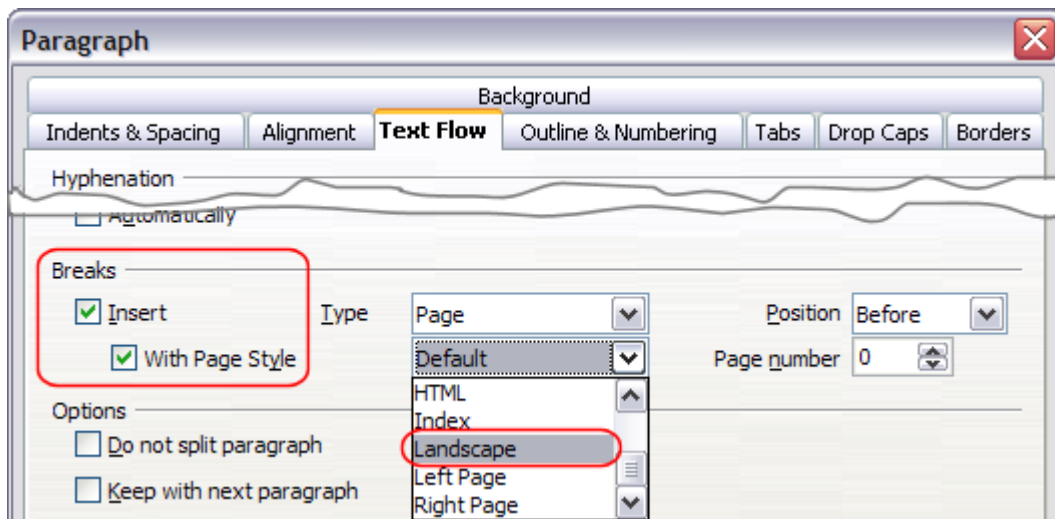 Paragraph
Background
Indents & Spacing Alignment Text Flow Outline & Numbering Tabs Drop Caps Borders
Hyphenation
Automatically
Breaks
Insert Type Page Position Before
With Page Style Default Page number 0
HTML
Index
Options
Do not split paragraph Landscape
Left Page
Keep with next paragraph Right Page